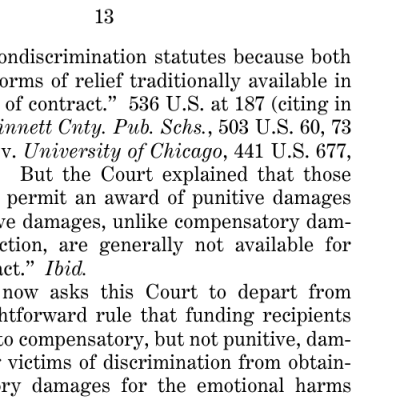 13
ondiscrimination statutes because both
orms of relief traditionally available in
of contract.” 536 U.S. at 187 (citing in
innett Cnty. Pub. Schs., 503 U.S. 60, 73
v. University of Chicago, 441 U.S. 677,
But the Court explained that those
permit an award of punitive damages
ve damages, unlike compensatory dam-
ction, are generally not available for
act.” Ibid.
now asks this Court to depart from
htforward rule that funding recipients
to compensatory, but not punitive, dam-
victims of discrimination from obtain-
ory damages for the emotional harms